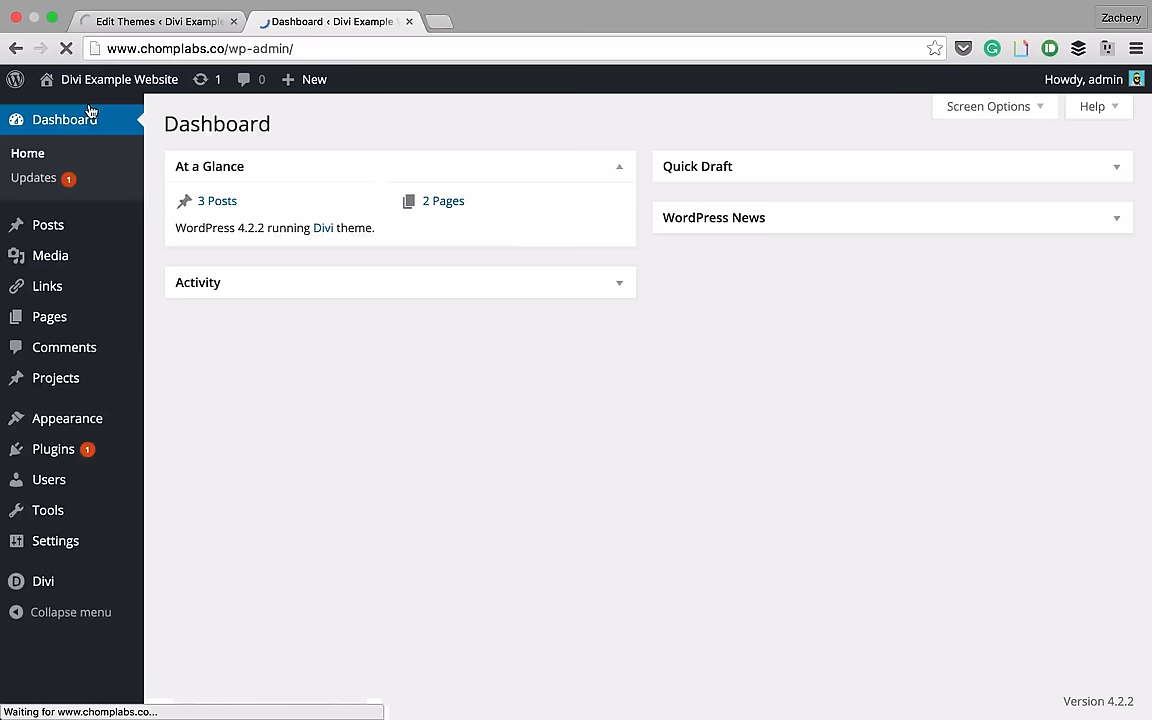 Edit Themes ‹ Divi Example
Dashboard ‹ Divi Example
Zachery
www.chomplabs.co/wp-admin/
Divi Example Website 1 0 New
Howdy, admin
Dashboard
Home
Updates 1
Posts
Media
Links
Pages
Comments
Projects
Appearance
Plugins 1
Users
Tools
Settings
Divi
Collapse menu
Screen Options
Help
Dashboard
At a Glance
3 Posts
2 Pages
WordPress 4.2.2 running Divi theme.
Activity
Quick Draft
WordPress News
Version 4.2.2
Waiting for www.chomplabs.co...